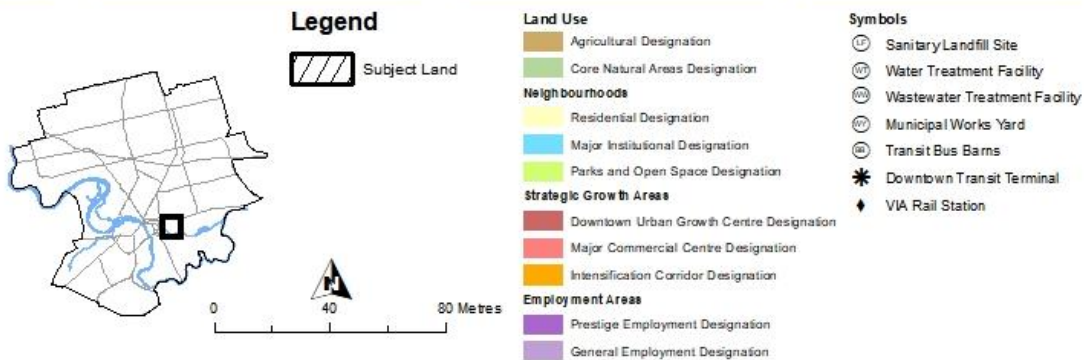 Legend
Subject Land
N
0 40 80 Metres
Land Use
Agricultural Designation
Core Natural Areas Designation
Neighbourhoods
Residential Designation
Major Institutional Designation
Parks and Open Space Designation
Strategic Growth Areas
Downtown Urban Growth Centre Designation
Major Commercial Centre Designation
Intensification Corridor Designation
Employment Areas
Prestige Employment Designation
General Employment Designation
Symbols
LF Sanitary Landfill Site
WT Water Treatment Facility
WW Wastewater Treatment Facility
WY Municipal Works Yard
BB Transit Bus Barns
Downtown Transit Terminal
VIA Rail Station